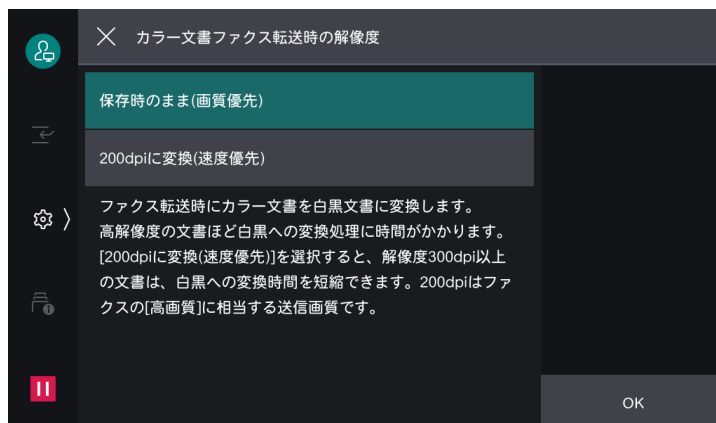 カラー文書ファクス転送時の解像度
保存時のまま(画質優先)
200dpiに変換(速度優先)
ファクス転送時にカラー文書を白黒文書に変換します。
高解像度の文書ほど白黒への変換処理に時間がかかります。
[200dpiに変換(速度優先)]を選択すると、解像度300dpi以上
の文書は、白黒への変換時間を短縮できます。200dpiはファ
クスの[高画質]に相当する送信画質です。
OK